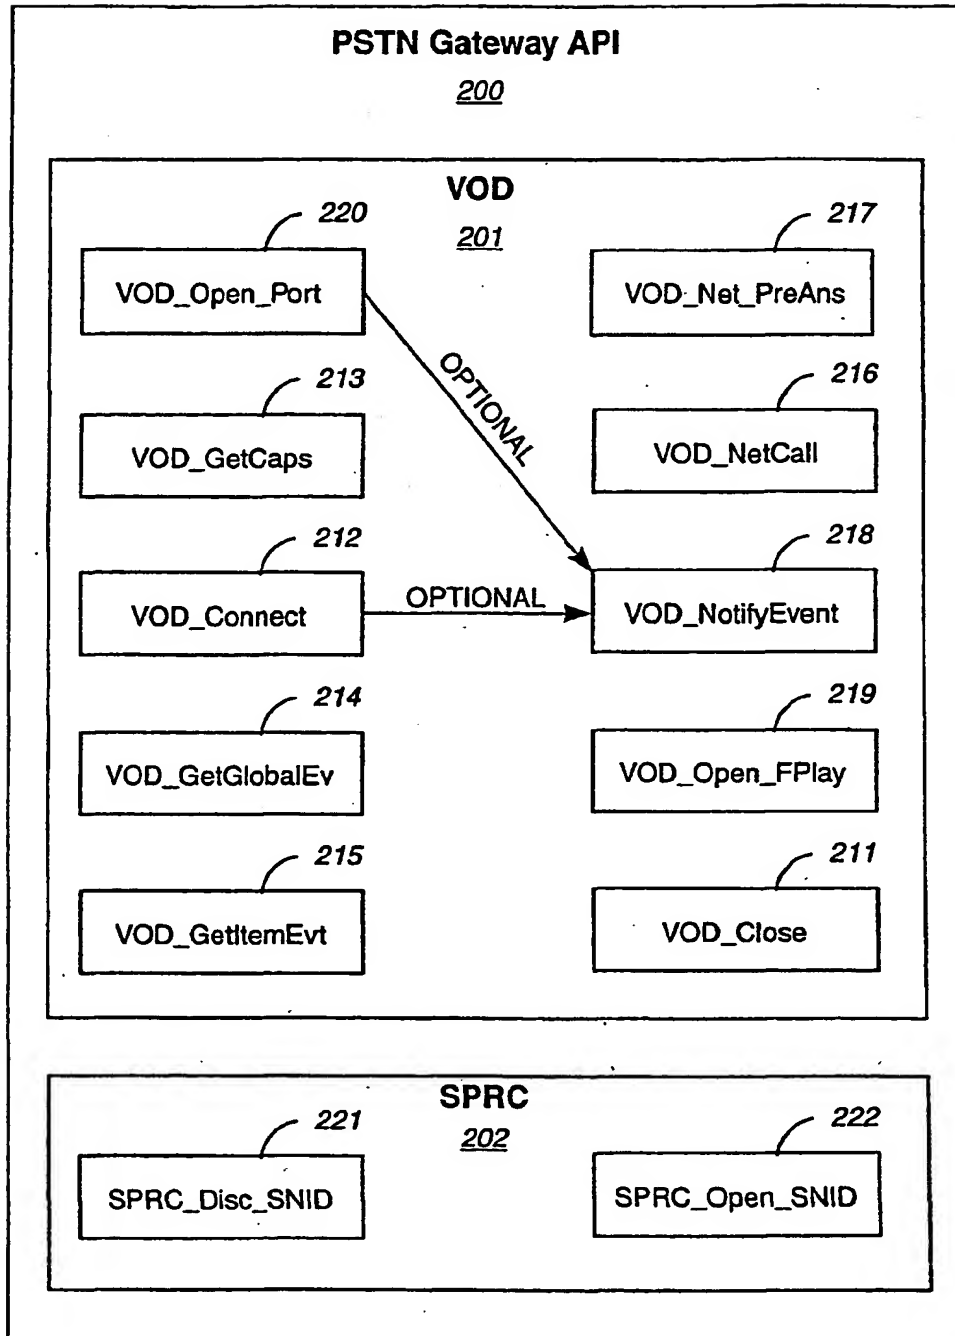 PSTN Gateway API
200
VOD
201
220
VOD_Open_Port
217
VOD_Net_PreAns
OPTIONAL
213
VOD_GetCaps
216
VOD_NetCall
212
VOD_Connect
OPTIONAL
218
VOD_NotifyEvent
214
VOD_GetGlobalEv
219
VOD_Open_FPlay
215
VOD_GetItemEvt
211
VOD_Close
SPRC
202
221
SPRC_Disc_SNID
222
SPRC_Open_SNID